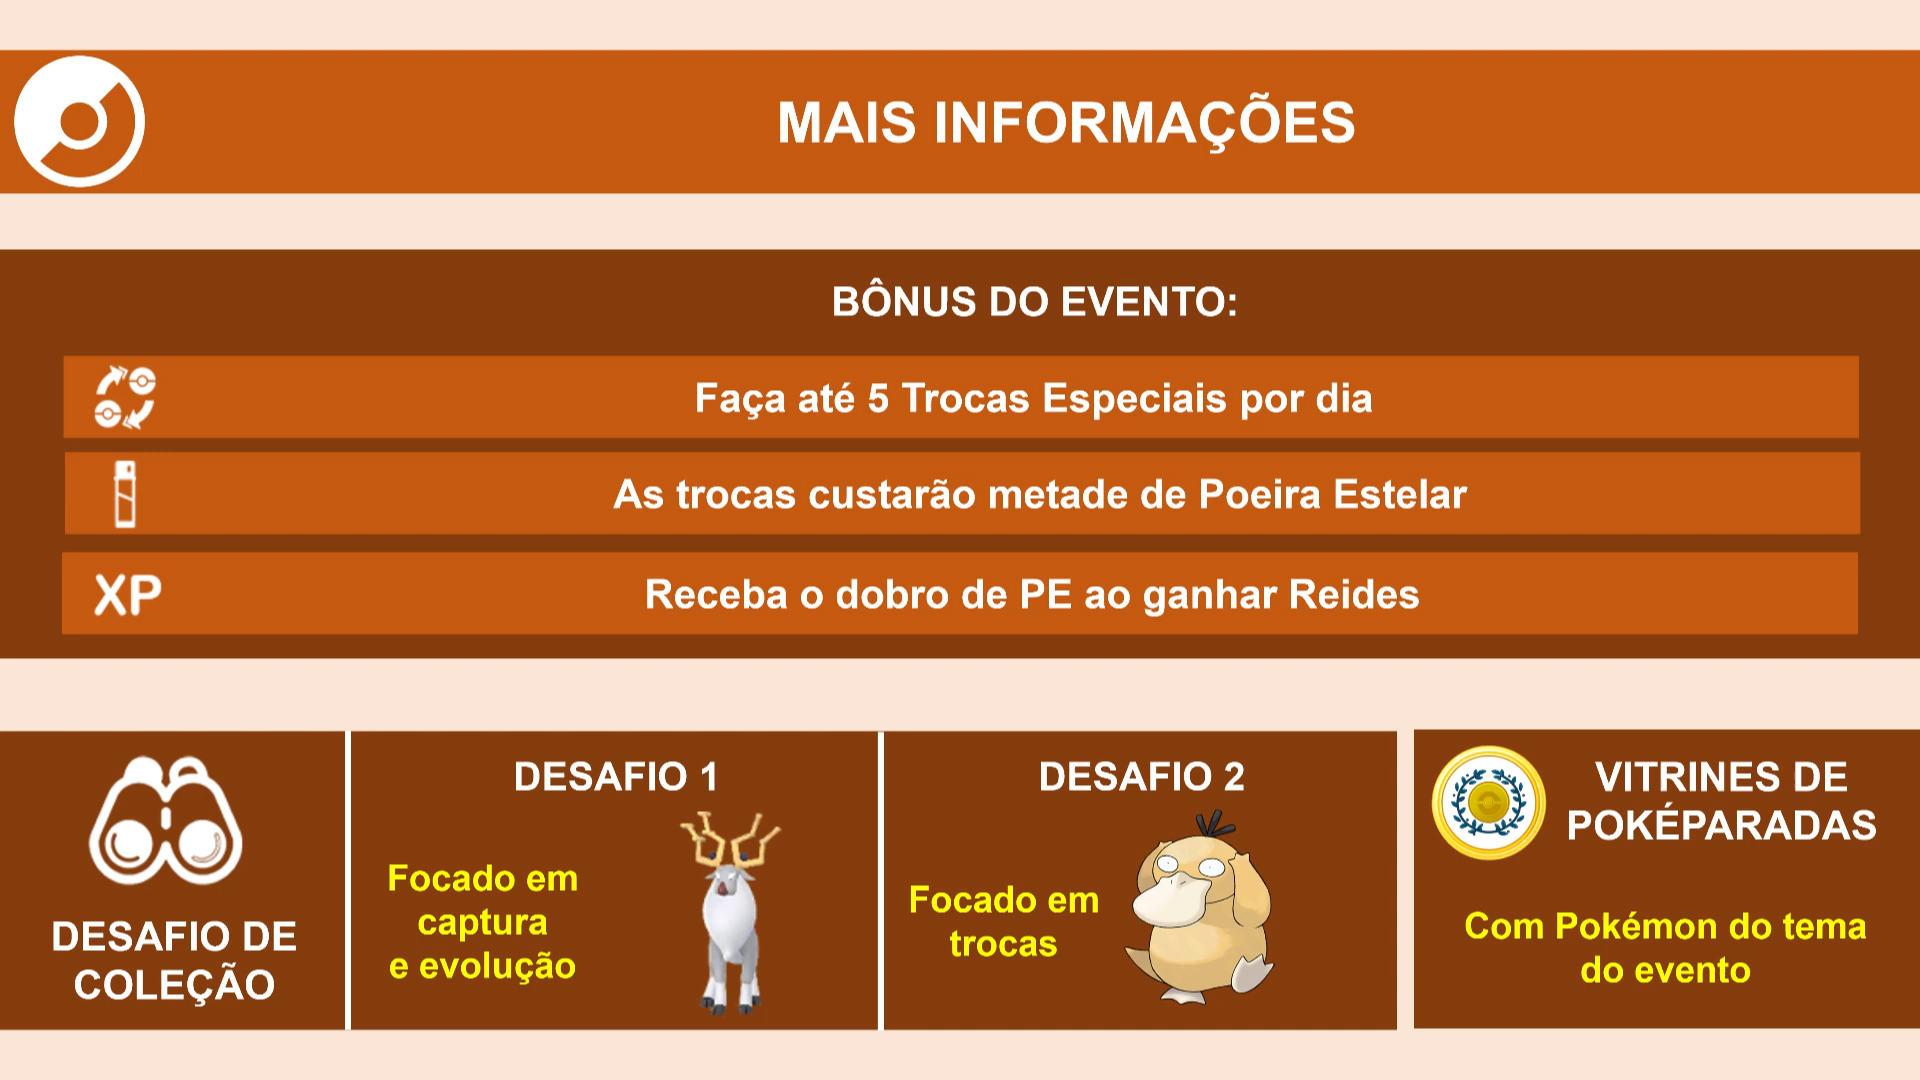 MAIS INFORMAÇÕES
BÔNUS DO EVENTO:
Faça até 5 Trocas Especiais por dia
As trocas custarão metade de Poeira Estelar
XP
Receba o dobro de PE ao ganhar Reides
DESAFIO DE
COLEÇÃO
DESAFIO 1
Focado em
captura
e evolução
DESAFIO 2
Focado em
trocas
VITRINES DE
POKÉPARADAS
Com Pokémon do tema
do evento